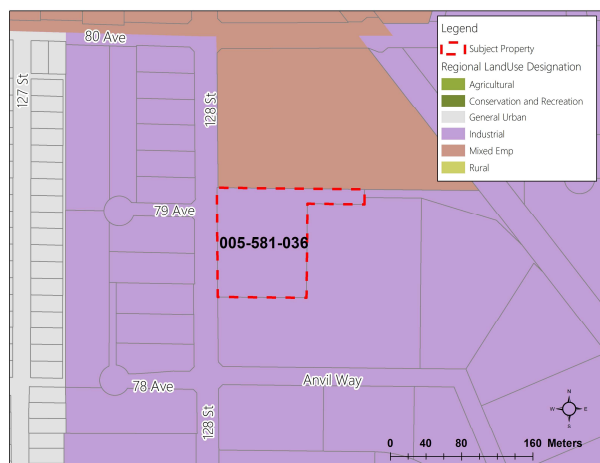 80 Ave
127 St
128 St
79 Ave
005-581-036
78 Ave
Anvil Way
128 St
Legend
Subject Property
Regional LandUse Designation
Agricultural
Conservation and Recreation
General Urban
Industrial
Mixed Emp
Rural
N
W E
S
0 40 80 160 Meters